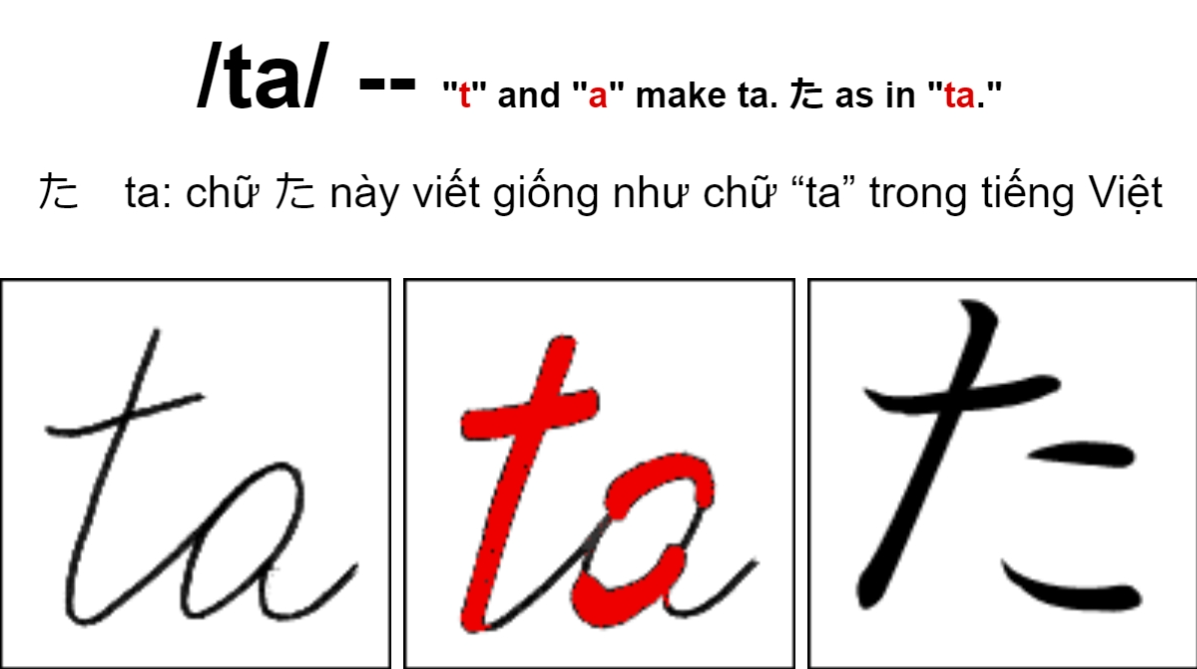 /ta/ -- "t" and "a" make ta. た as in "ta."
た ta: chữ た này viết giống như chữ “ta” trong tiếng Việt
ta ta た